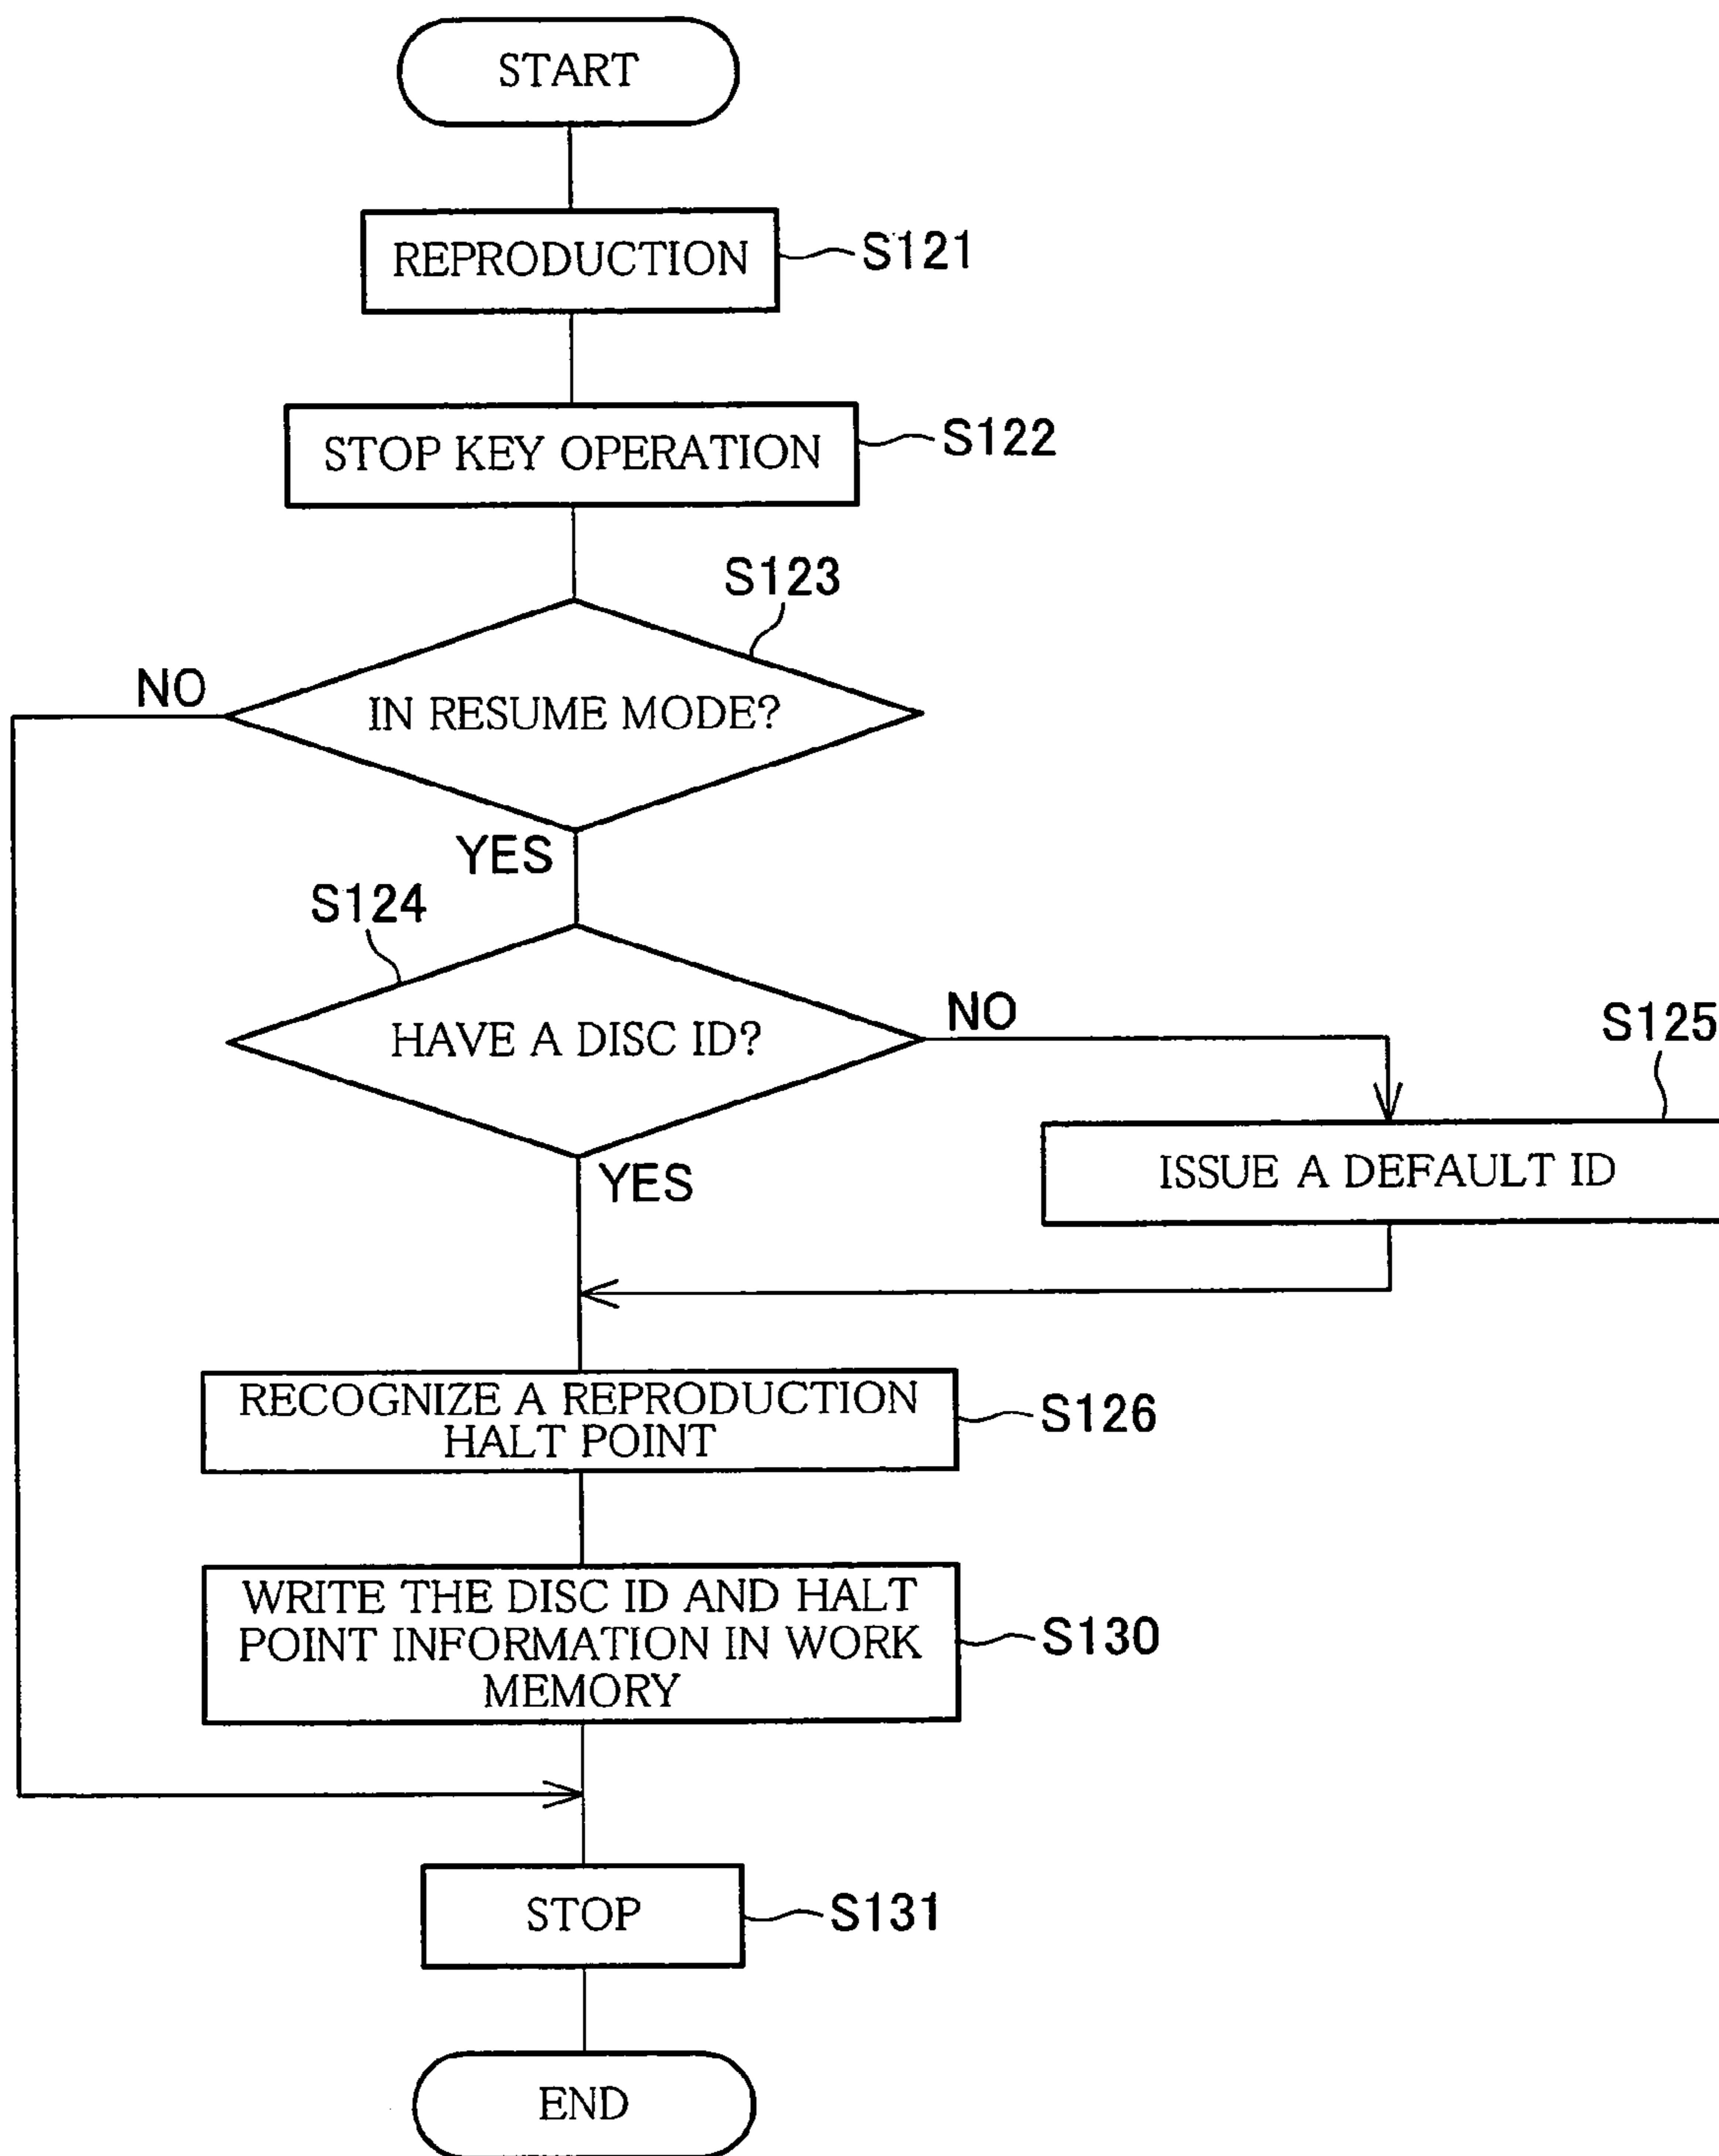 START
REPRODUCTION
S121
STOP KEY OPERATION
S122
S123
NO
IN RESUME MODE?
YES
S124
HAVE A DISC ID?
NO
S125
YES
ISSUE A DEFAULT ID
RECOGNIZE A REPRODUCTION
HALT POINT
S126
WRITE THE DISC ID AND HALT
POINT INFORMATION IN WORK
MEMORY
S130
STOP
S131
END